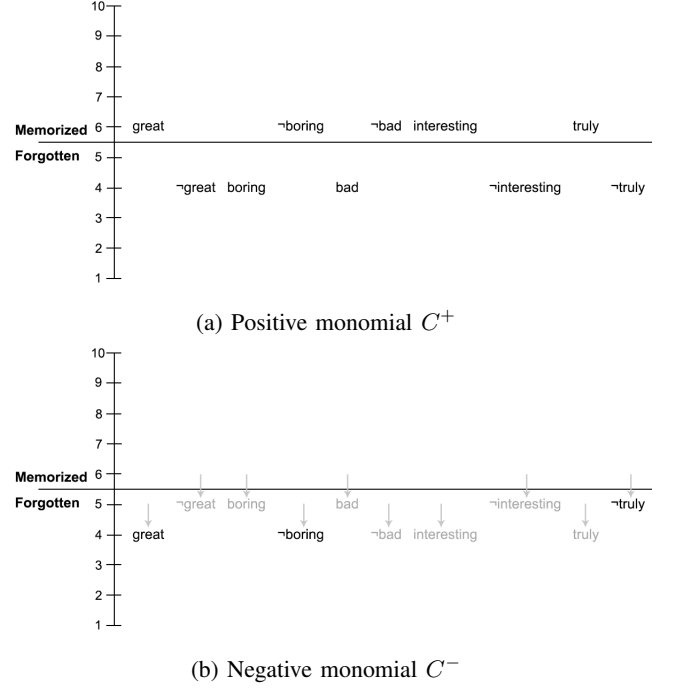 10
9
8
7
Memorized 6 great ¬boring ¬bad interesting truly
Forgotten 5
4 ¬great boring bad ¬interesting ¬truly
3
2
1
(a) Positive monomial C⁺
10
9
8
7
Memorized 6
Forgotten 5 ¬great boring bad ¬interesting ¬truly
4 great ¬boring ¬bad interesting truly
3
2
1
(b) Negative monomial C⁻